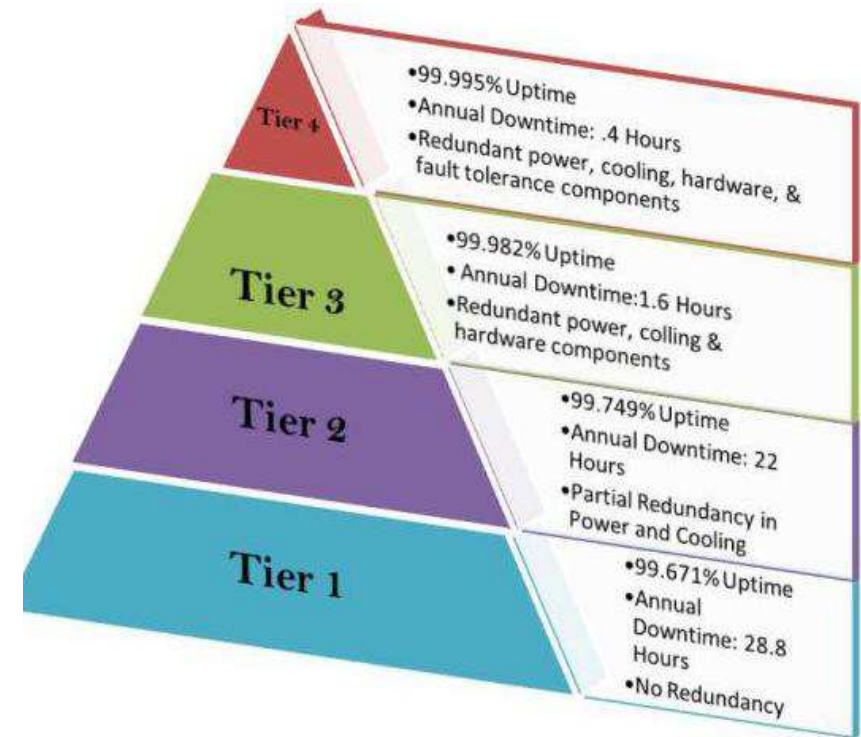 Tier 4
•99.995% Uptime
•Annual Downtime: .4 Hours
•Redundant power, cooling, hardware, &
fault tolerance components
Tier 3
•99.982% Uptime
• Annual Downtime:1.6 Hours
•Redundant power, colling &
hardware components
Tier 2
•99.749% Uptime
•Annual Downtime: 22
Hours
•Partial Redundancy in
Power and Cooling
Tier 1
•99.671% Uptime
•Annual
Downtime: 28.8
Hours
•No Redundancy